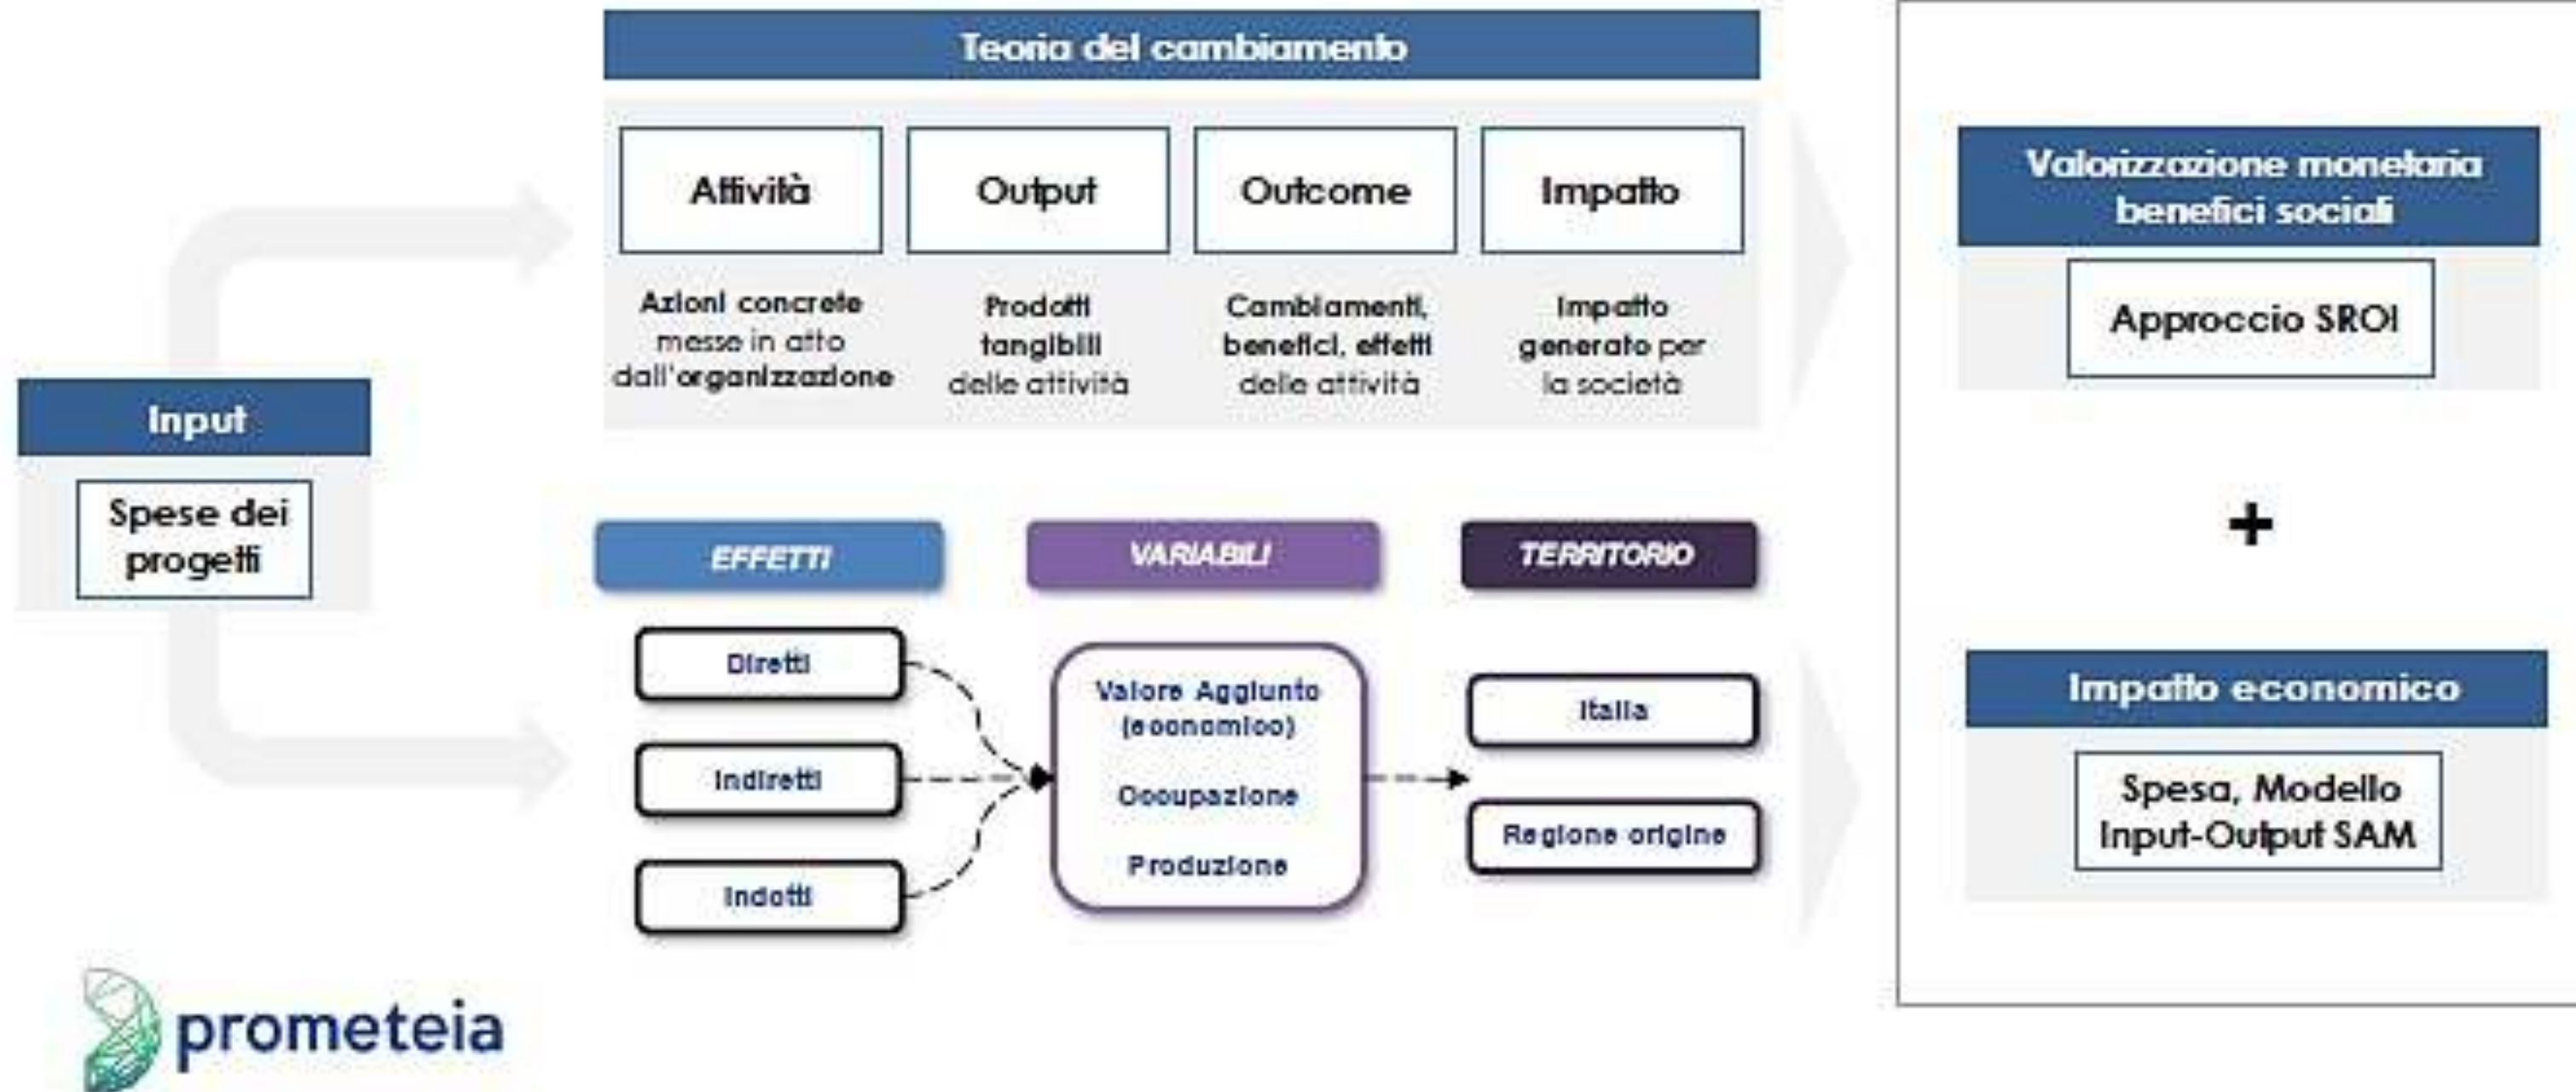 Teoria del cambiamento
Attività
Output
Outcome
Impatto
Azioni concrete
messe in atto
dall'organizzazione
Prodotti
tangibili
delle attività
Cambiamenti,
benefici, effetti
delle attività
Impatto
generato per
la società
Input
Spese dei
progetti
EFFETTI
VARIABILI
TERRITORIO
Diretti
Indiretti
Indotti
Valore Aggiunto
(economico)
Occupazione
Produzione
Italia
Regione origine
Valorizzazione monetaria
benefici sociali
Approccio SROI
+
Impatto economico
Spesa, Modello
Input-Output SAM
prometeia